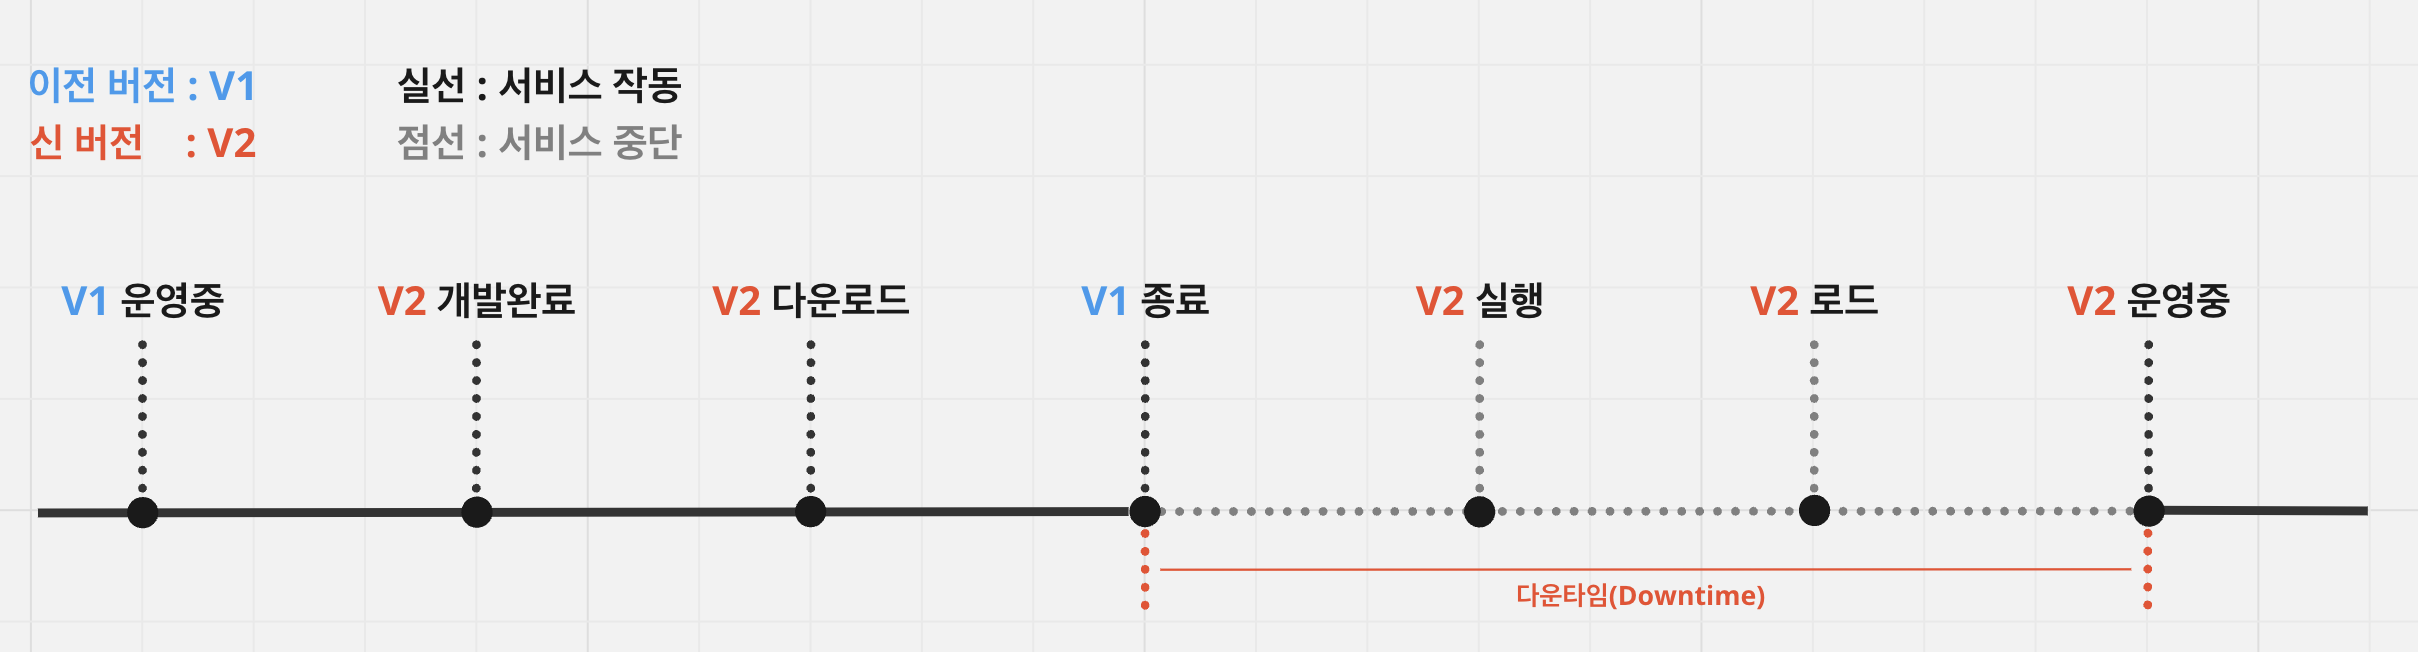 이전 버전 : V1
신 버전 : V2
실선 : 서비스 작동
점선 : 서비스 중단
V1 운영중
V2 개발완료
V2 다운로드
V1 종료
V2 실행
V2 로드
V2 운영중
다운타임(Downtime)